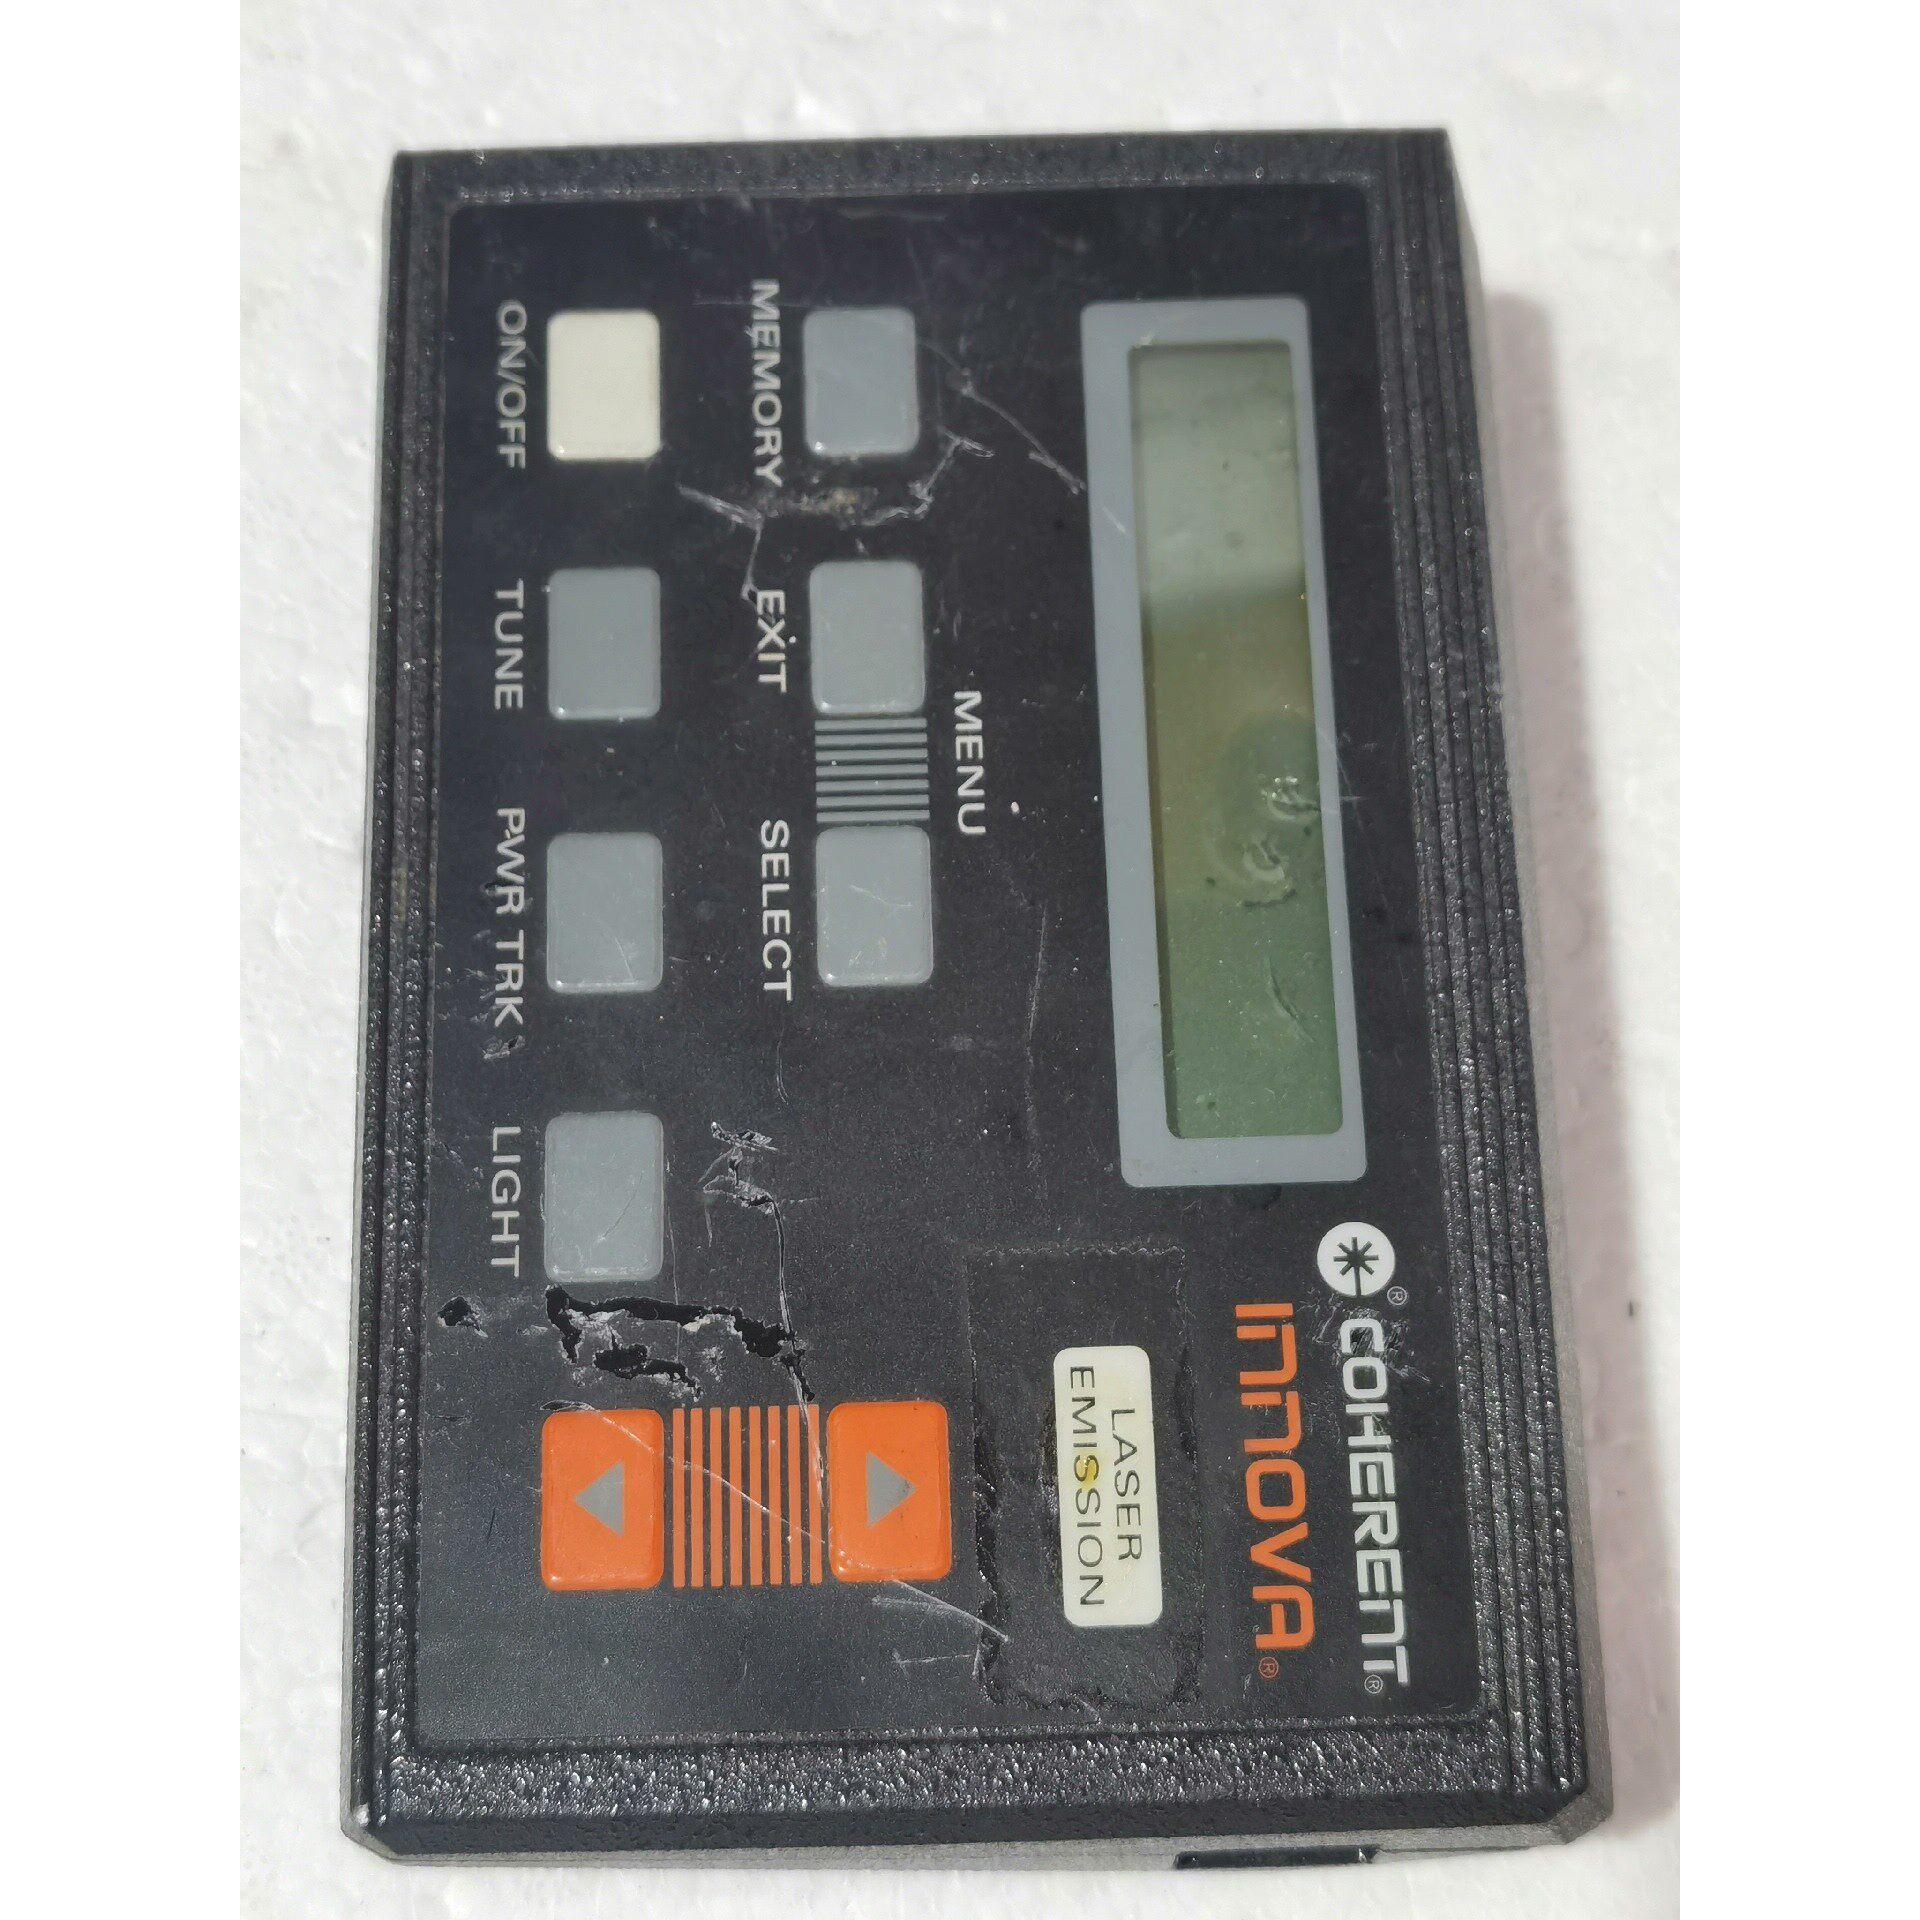 COHERENT®
INNOVA®
LASER
EMISSION
MENU
MEMORY EXIT SELECT
ON/OFF TUNE PWR TRK LIGHT